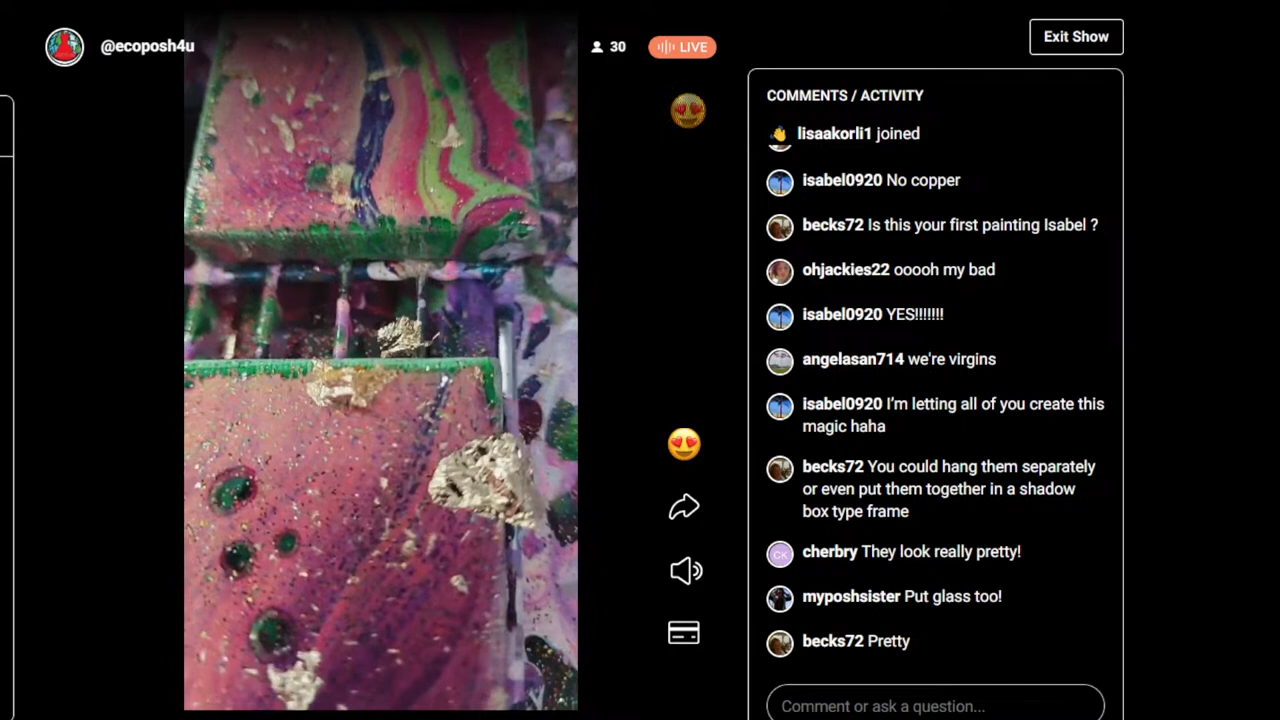 @ecoposh4u
30
LIVE
Exit Show
COMMENTS / ACTIVITY
lisaakorli1 joined
isabel0920 No copper
becks72 Is this your first painting Isabel ?
ohjackies22 ooooh my bad
isabel0920 YES!!!!!!!
angelasan714 we're virgins
isabel0920 I'm letting all of you create this
magic haha
becks72 You could hang them separately
or even put them together in a shadow
box type frame
CK
cherbry They look really pretty!
myposhsister Put glass too!
becks72 Pretty
Comment or ask a question...